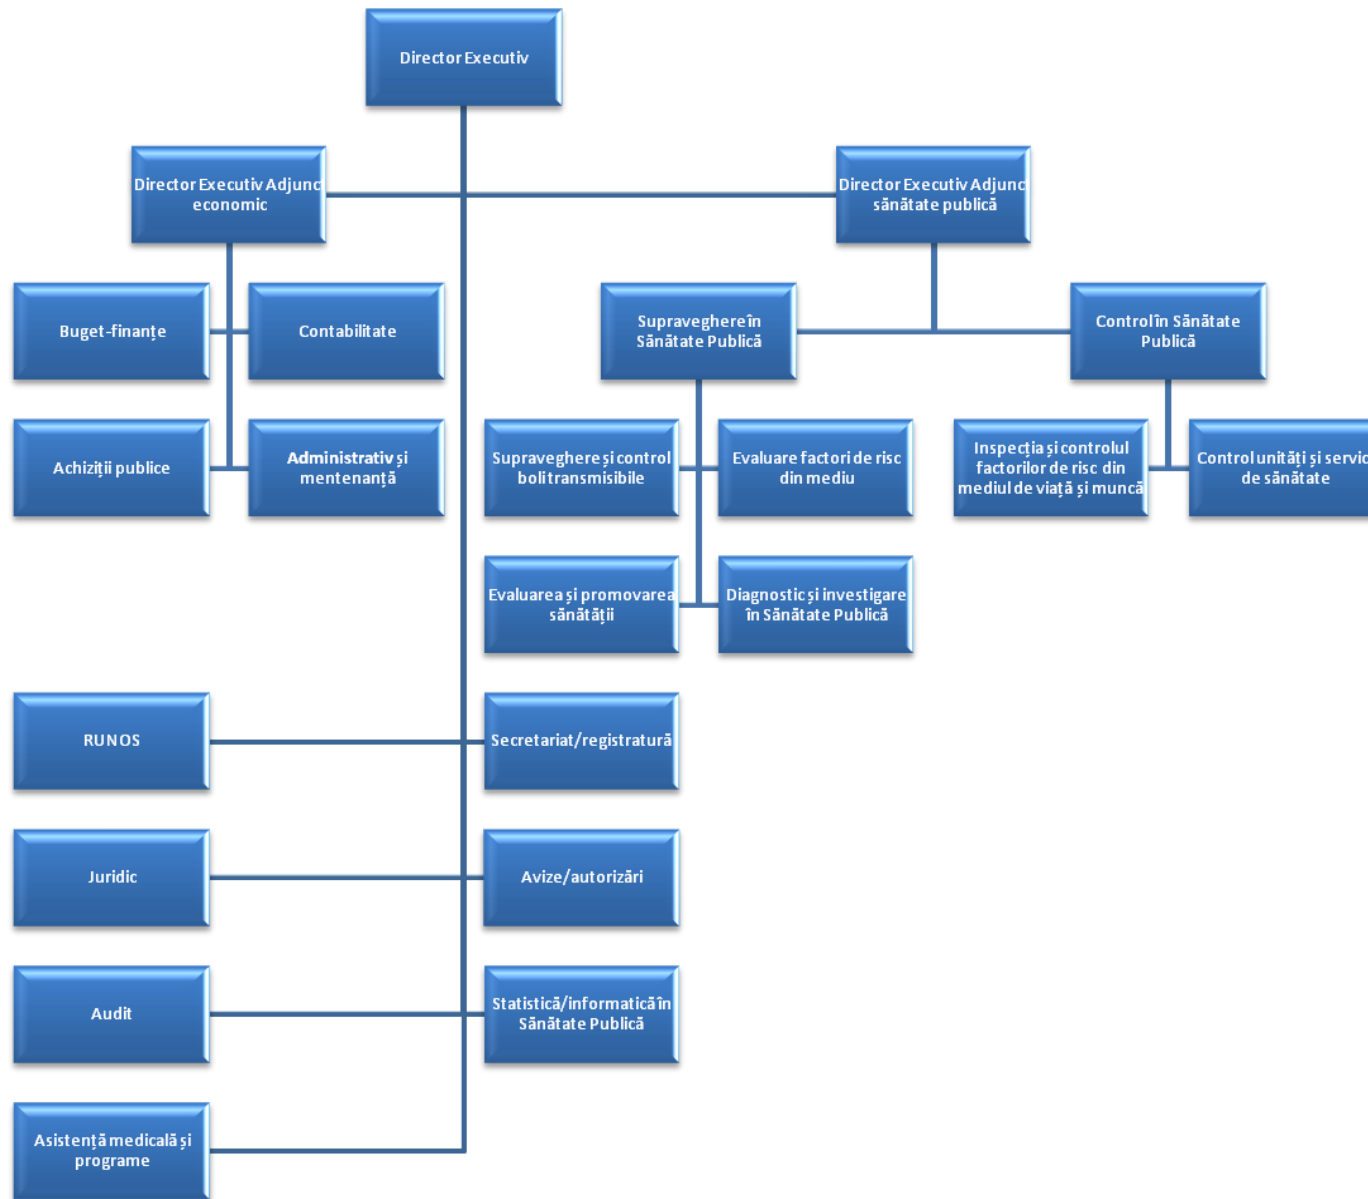 Director Executiv
Director Executiv Adjunc
economic
Director Executiv Adjunc
sănătate publică
Buget-finanțe
Contabilitate
Supraveghere în
Sănătate Publică
Control în Sănătate
Publică
Achiziții publice
Administrativ și
mentenanță
Supraveghere și control
boli transmisibile
Evaluare factori de risc
din mediu
Inspecția și controlul
factorilor de risc din
mediul de viață și muncă
Control unități și servic
de sănătate
Evaluarea și promovarea
sănătății
Diagnostic și investigare
în Sănătate Publică
RUNOS
Secretariat/registratură
Juridic
Avize/autorizări
Audit
Statistică/informatică în
Sănătate Publică
Asistență medicală și
programe